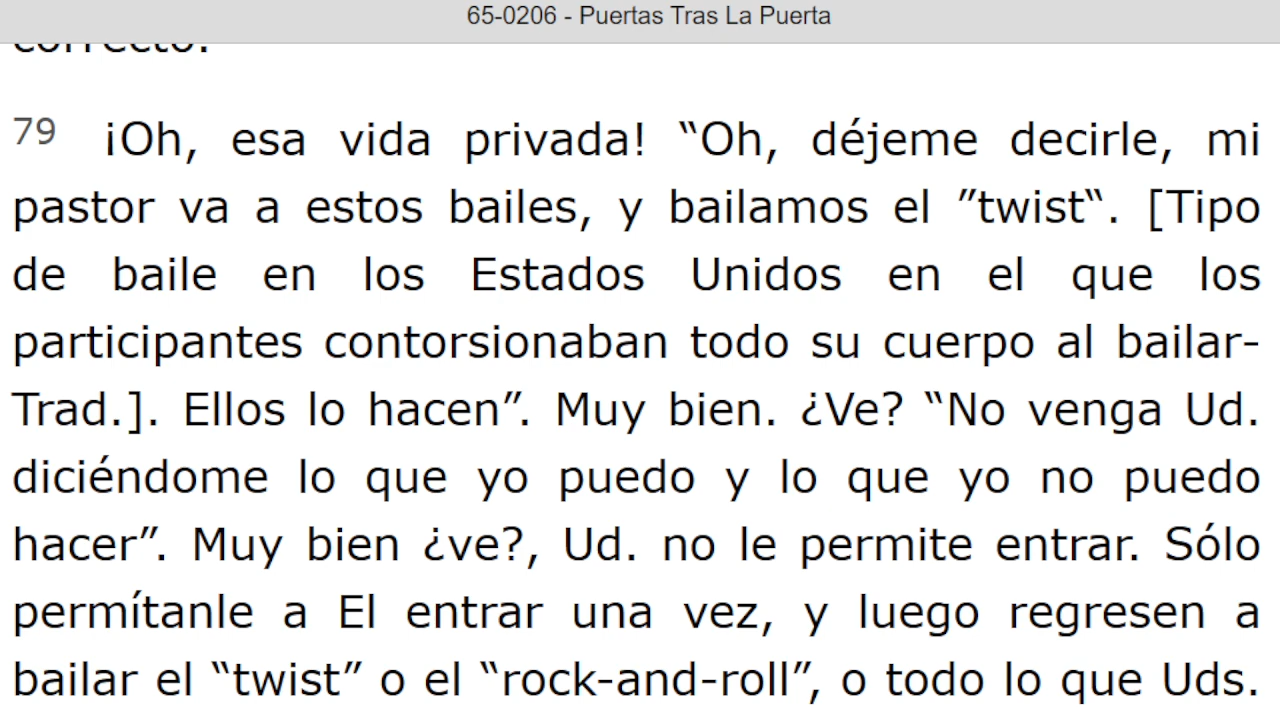 65-0206 - Puertas Tras La Puerta
correcto.
79 ¡Oh, esa vida privada! “Oh, déjeme decirle, mi
pastor va a estos bailes, y bailamos el ”twist“. [Tipo
de baile en los Estados Unidos en el que los
participantes contorsionaban todo su cuerpo al bailar-
Trad.]. Ellos lo hacen”. Muy bien. ¿Ve? “No venga Ud.
diciéndome lo que yo puedo y lo que yo no puedo
hacer”. Muy bien ¿ve?, Ud. no le permite entrar. Sólo
permítanle a El entrar una vez, y luego regresen a
bailar el “twist” o el “rock-and-roll”, o todo lo que Uds.